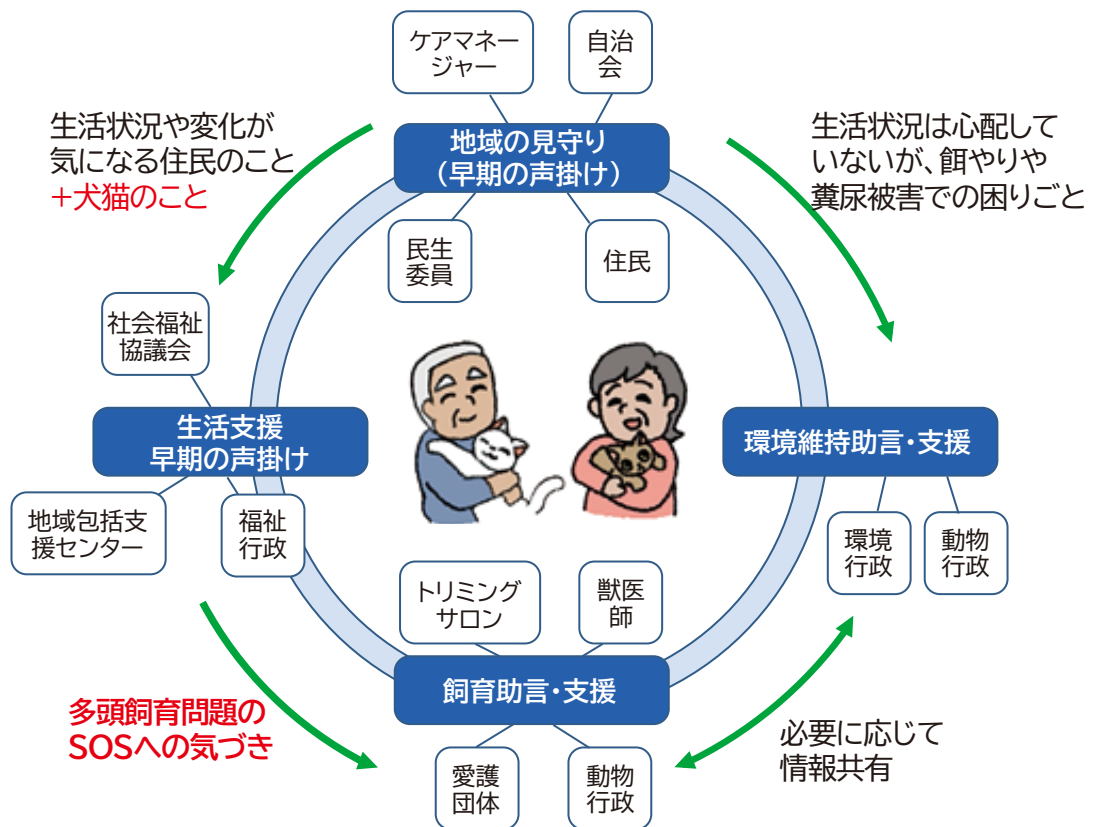 ケアマネー
ジャー
自治
会
生活状況や変化が
気になる住民のこと
+犬猫のこと
地域の見守り
（早期の声掛け）
生活状況は心配して
いないが、餌やりや
糞尿被害での困りごと
民生
委員
住民
社会福祉
協議会
生活支援
早期の声掛け
環境維持助言・支援
地域包括支
援センター
福祉
行政
環境
行政
動物
行政
トリミング
サロン
獣医
師
飼育助言・支援
多頭飼育問題の
SOSへの気づき
必要に応じて
情報共有
愛護
団体
動物
行政